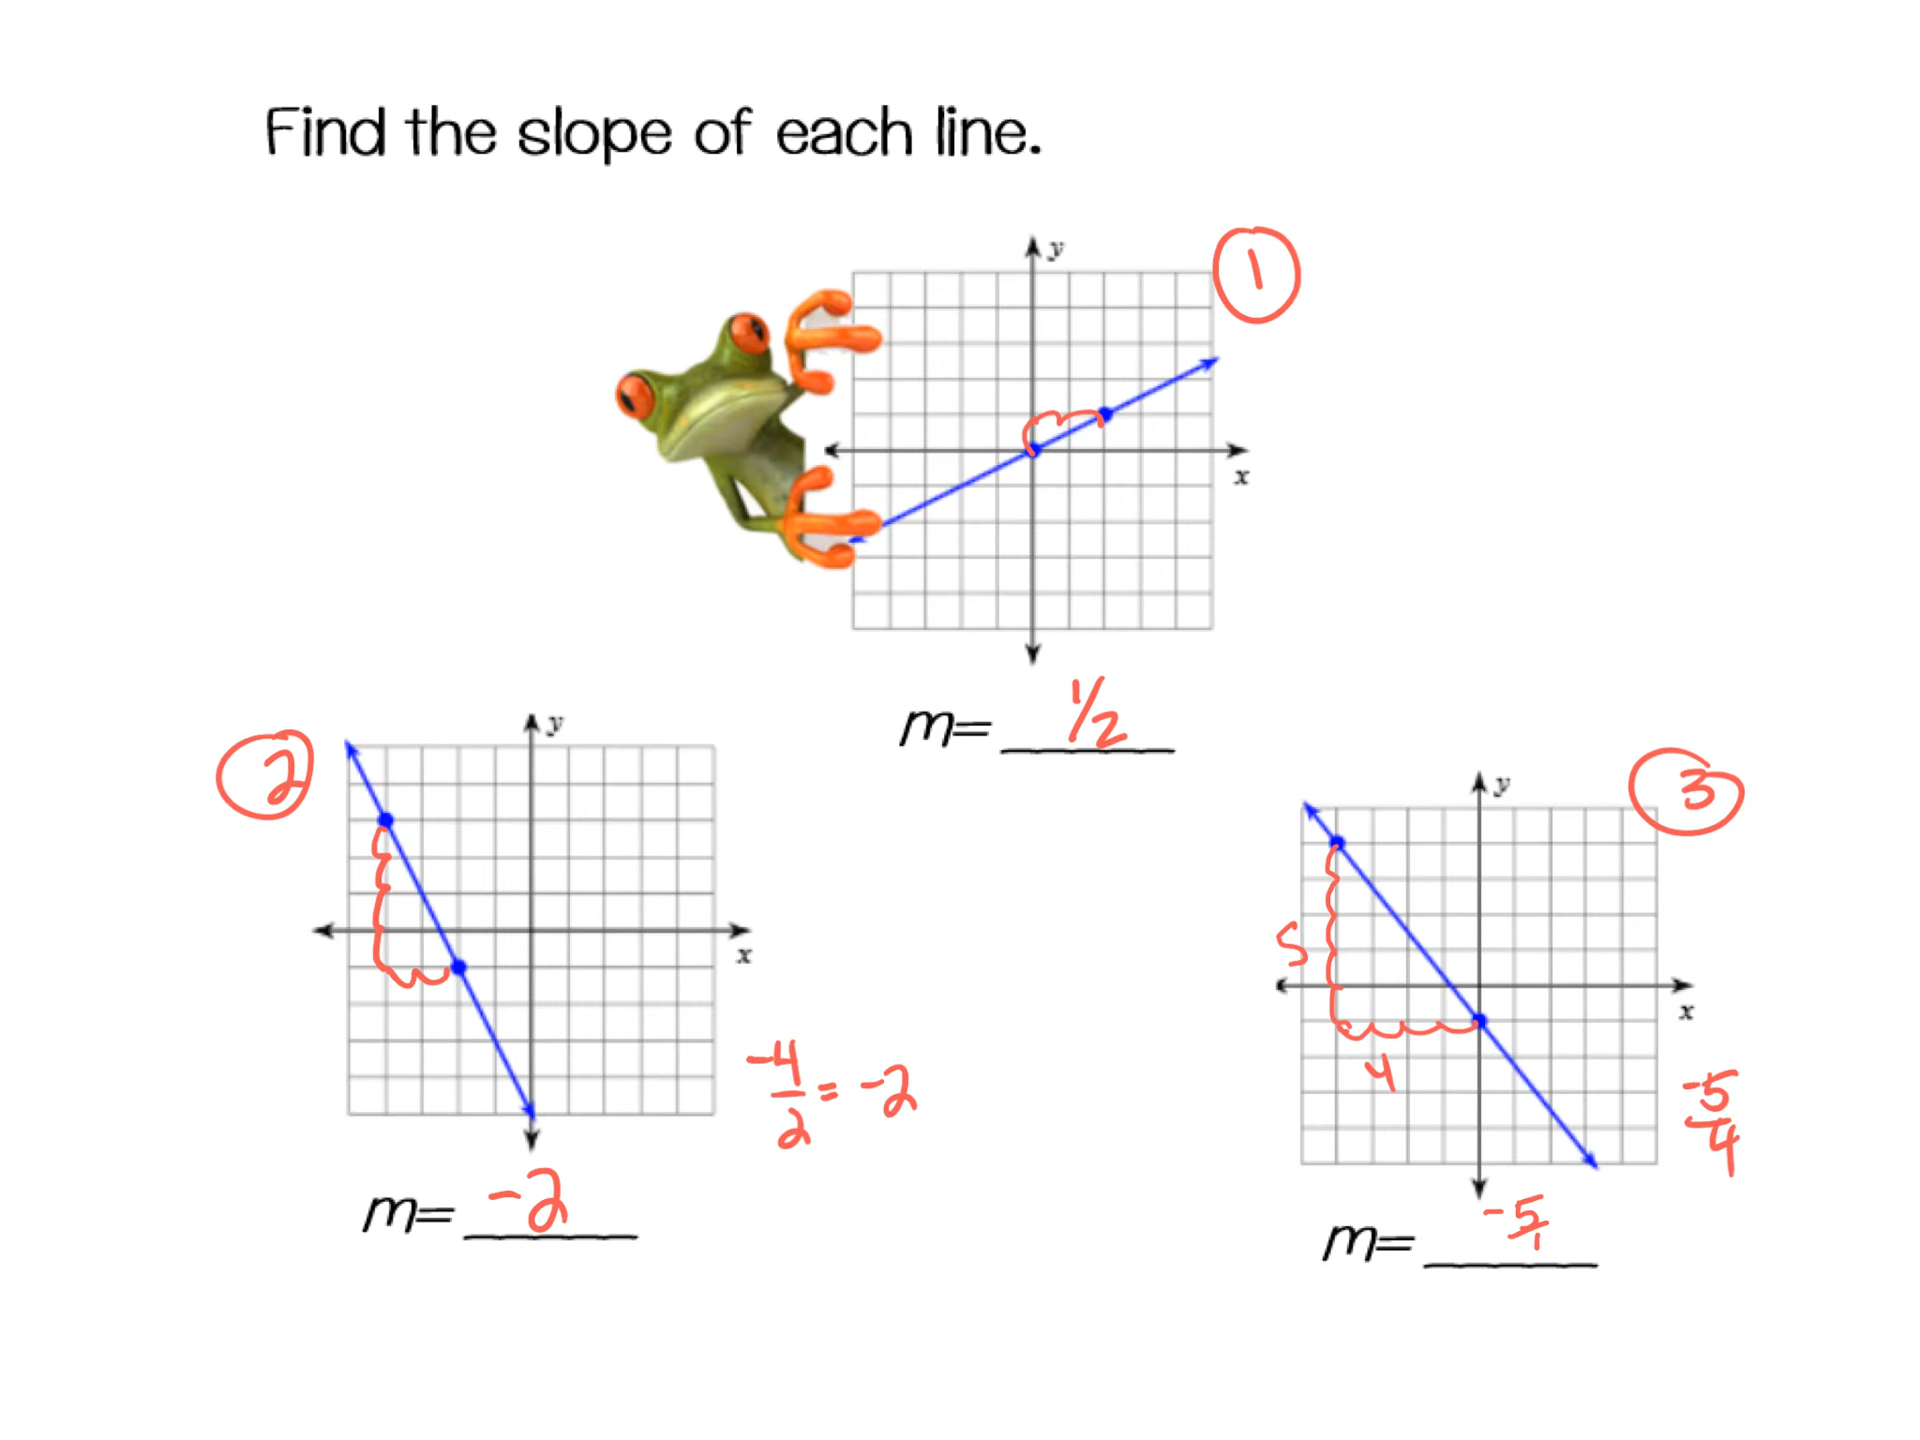 Find the slope of each line.
y
1
x
m= 1/2
2
y
x
-4/2 = -2
m= -2
3
y
5
x
4
-5/4
m= -5/1